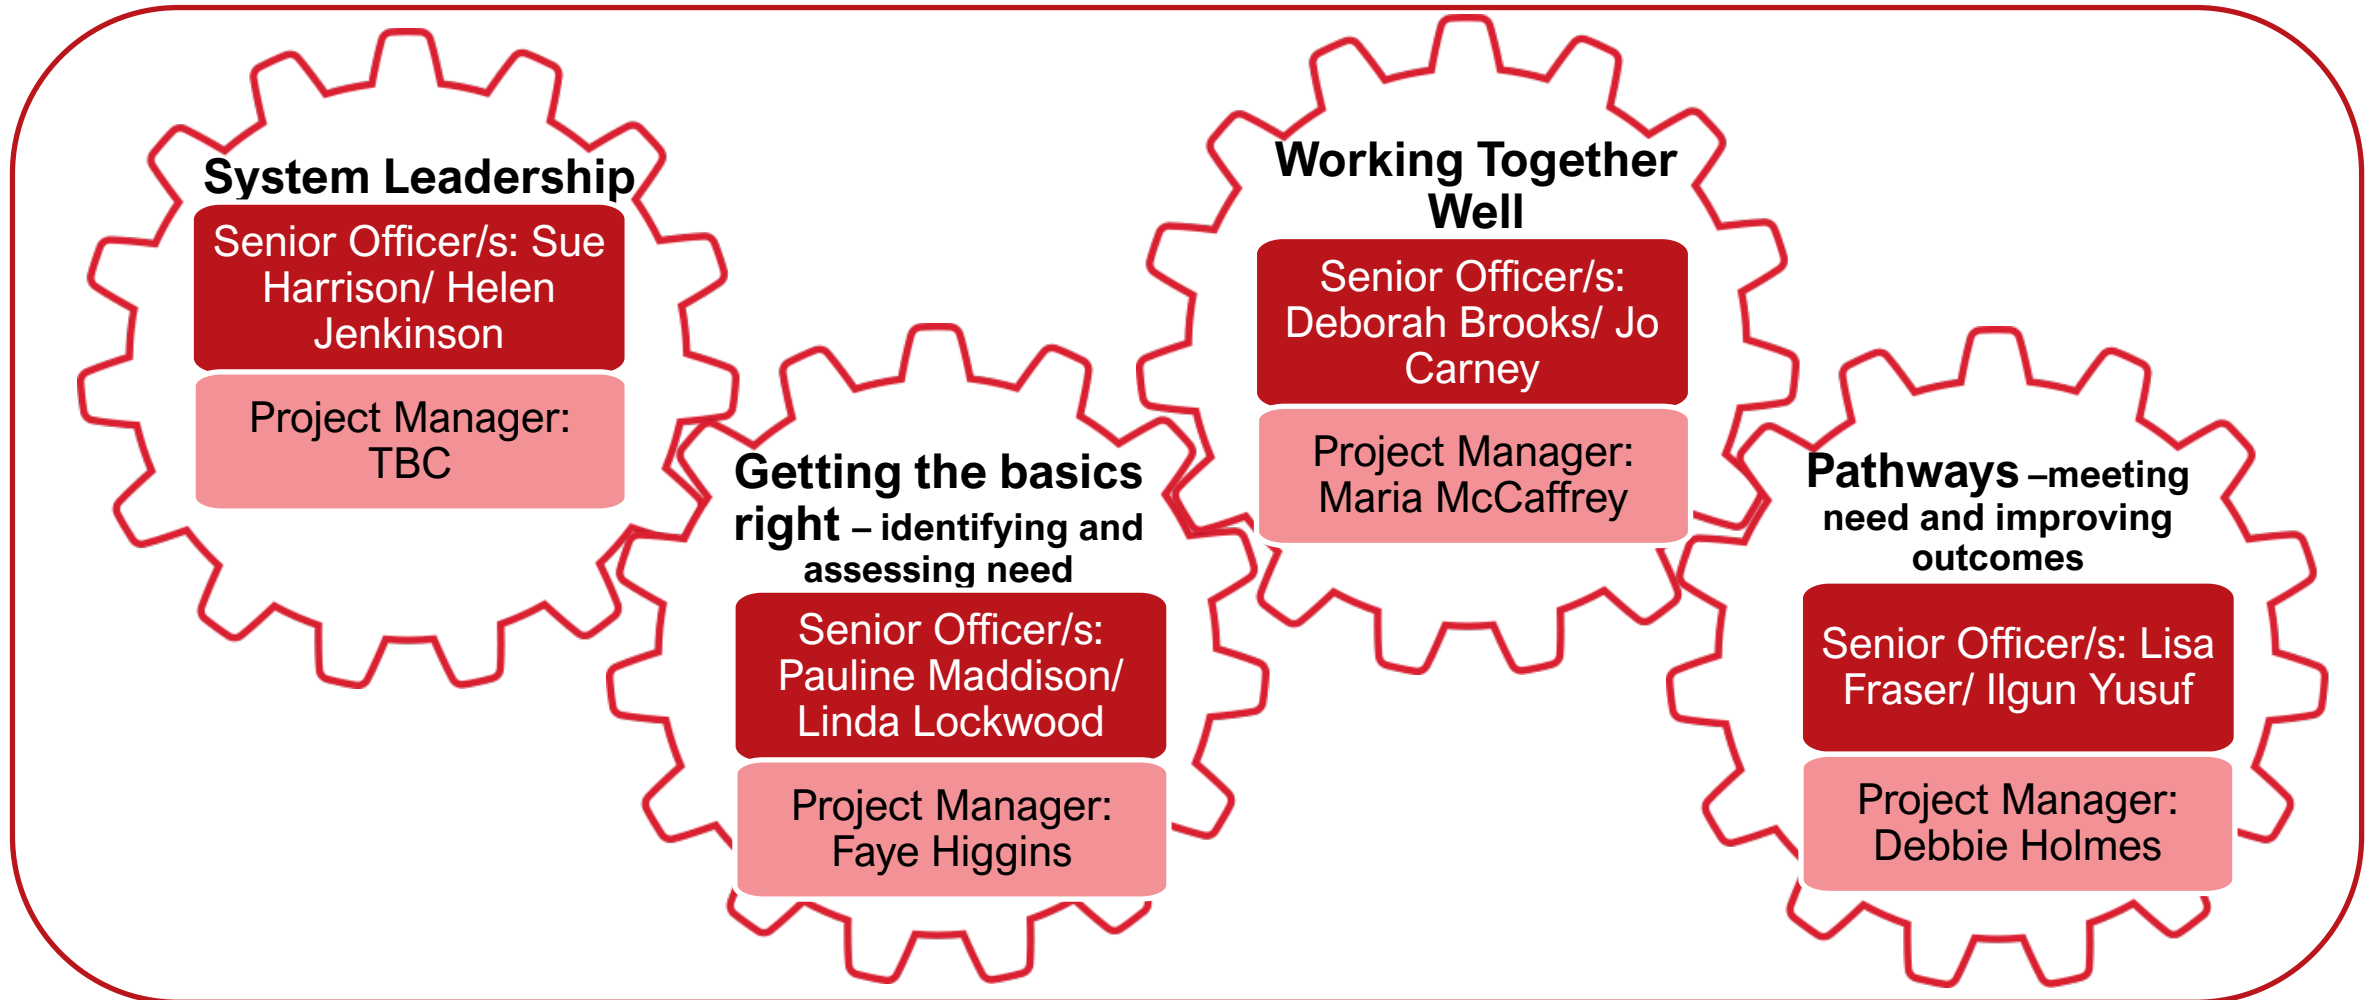 System Leadership
Senior Officer/s: Sue
Harrison/ Helen
Jenkinson
Project Manager:
TBC
Getting the basics
right – identifying and
assessing need
Senior Officer/s:
Pauline Maddison/
Linda Lockwood
Project Manager:
Faye Higgins
Working Together
Well
Senior Officer/s:
Deborah Brooks/ Jo
Carney
Project Manager:
Maria McCaffrey
Pathways –meeting
need and improving
outcomes
Senior Officer/s: Lisa
Fraser/ Ilgun Yusuf
Project Manager:
Debbie Holmes